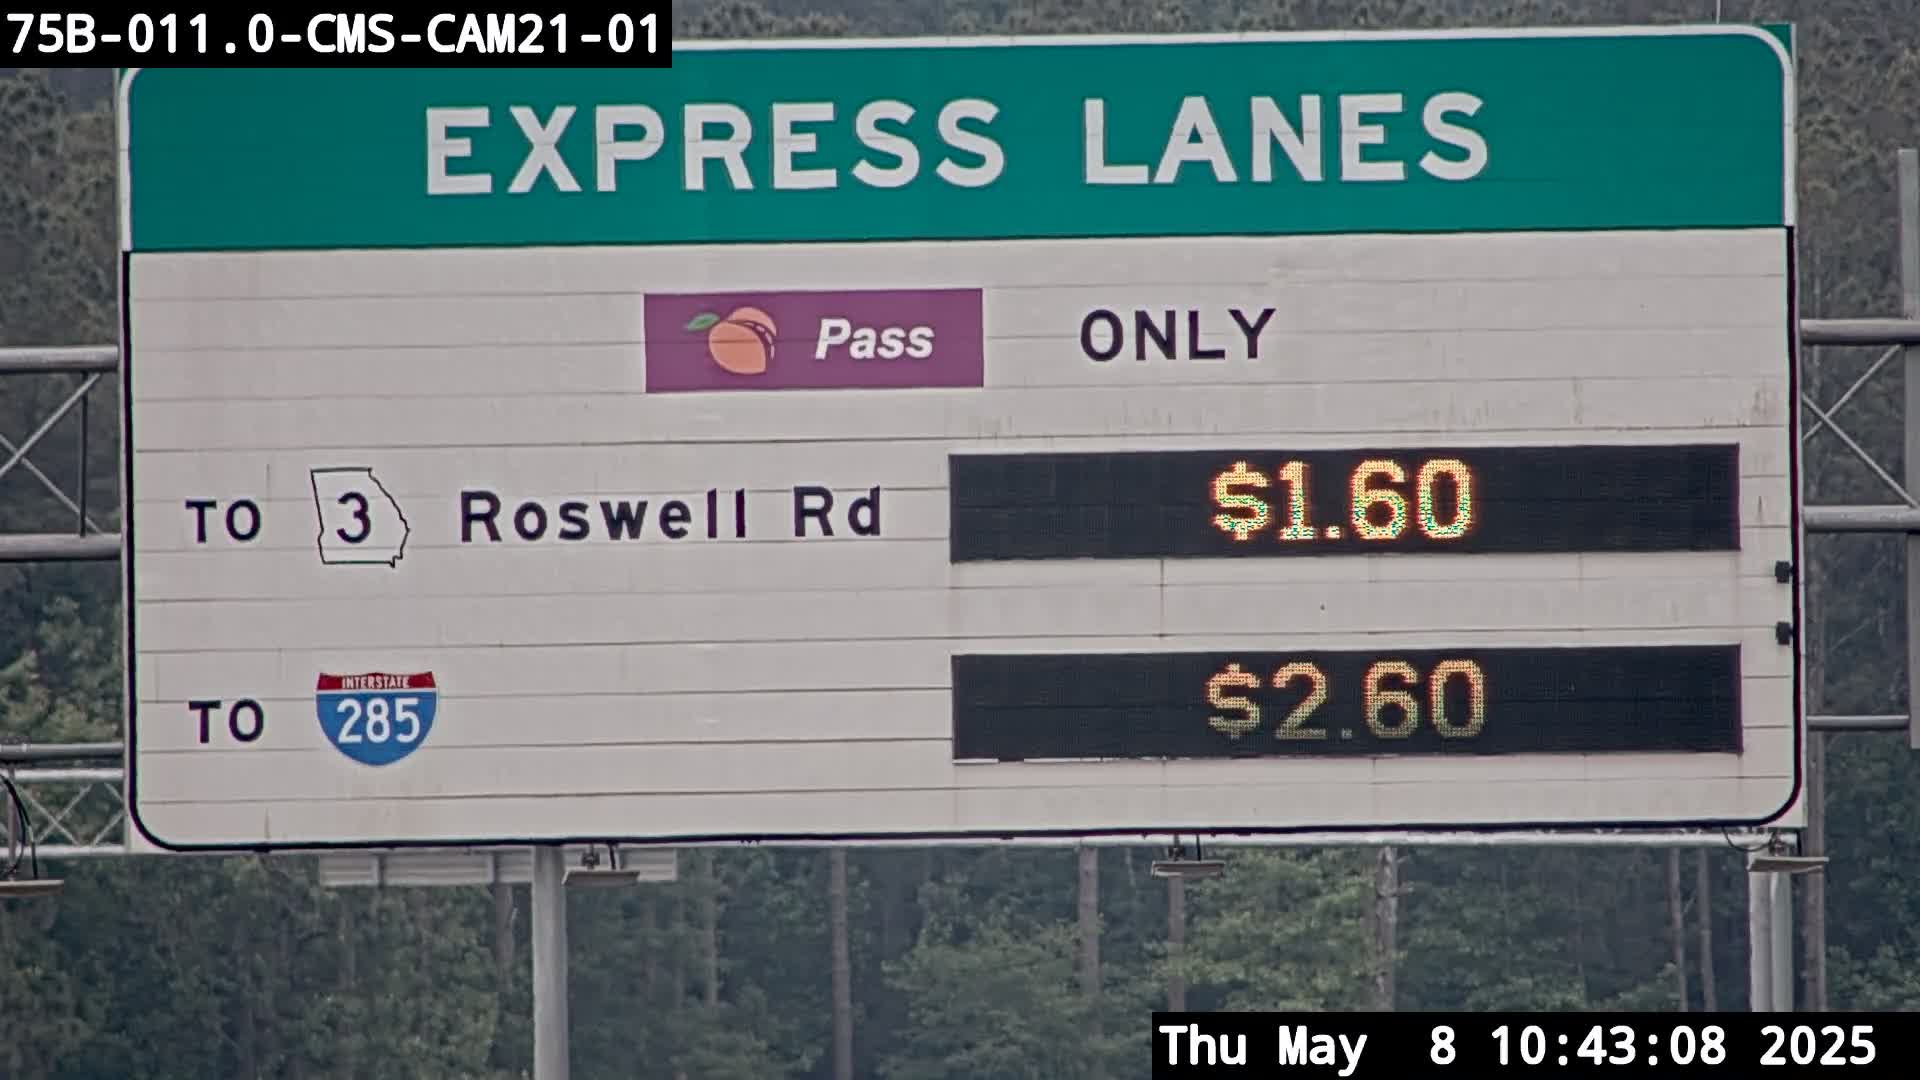 75B-011.0-CMS-CAM21-01
EXPRESS LANES
Pass ONLY
TO 3 Roswell Rd $1.60
INTERSTATE
TO 285 $2.60
Thu May 8 10:43:08 2025